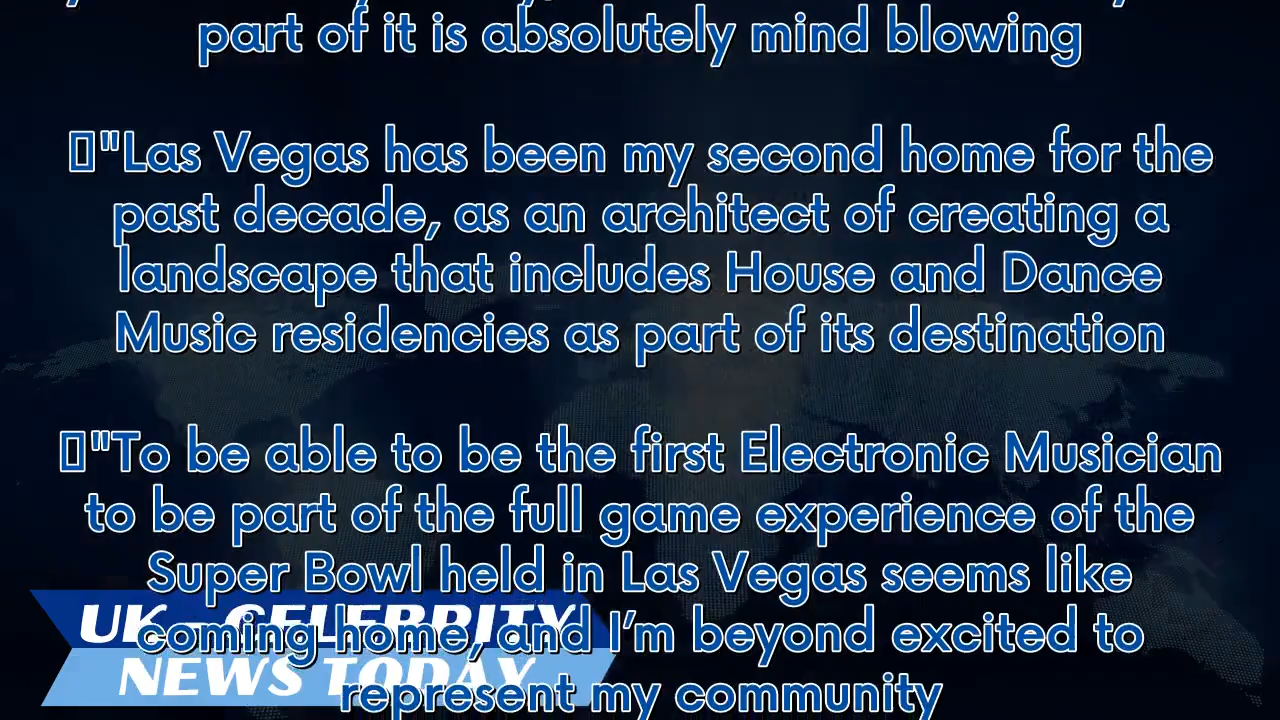 part of it is absolutely mind blowing
"Las Vegas has been my second home for the
past decade, as an architect of creating a
landscape that includes House and Dance
Music residencies as part of its destination
"To be able to be the first Electronic Musician
to be part of the full game experience of the
Super Bowl held in Las Vegas seems like
coming home, and I’m beyond excited to
represent my community
UK - CELEBRITY
NEWS TODAY